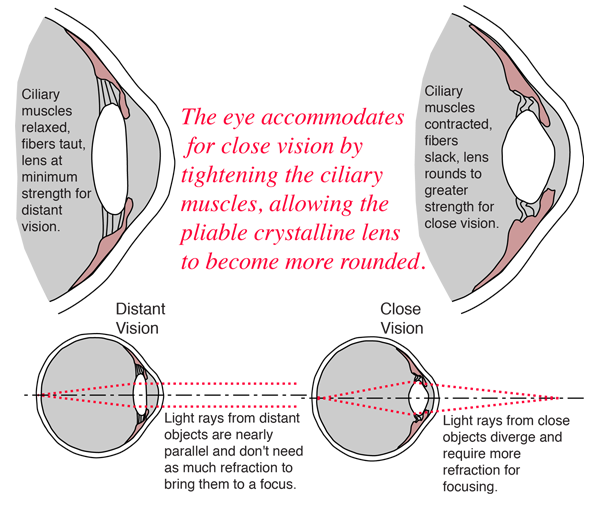 Ciliary
muscles
relaxed,
fibers taut,
lens at
minimum
strength for
distant
vision.
The eye accommodates
for close vision by
tightening the ciliary
muscles, allowing the
pliable crystalline lens
to become more rounded.
Ciliary
muscles
contracted,
fibers
slack, lens
rounds to
greater
strength for
close vision.
Distant
Vision
Light rays from distant
objects are nearly
parallel and don't need
as much refraction to
bring them to a focus.
Close
Vision
Light rays from close
objects diverge and
require more
refraction for
focusing.